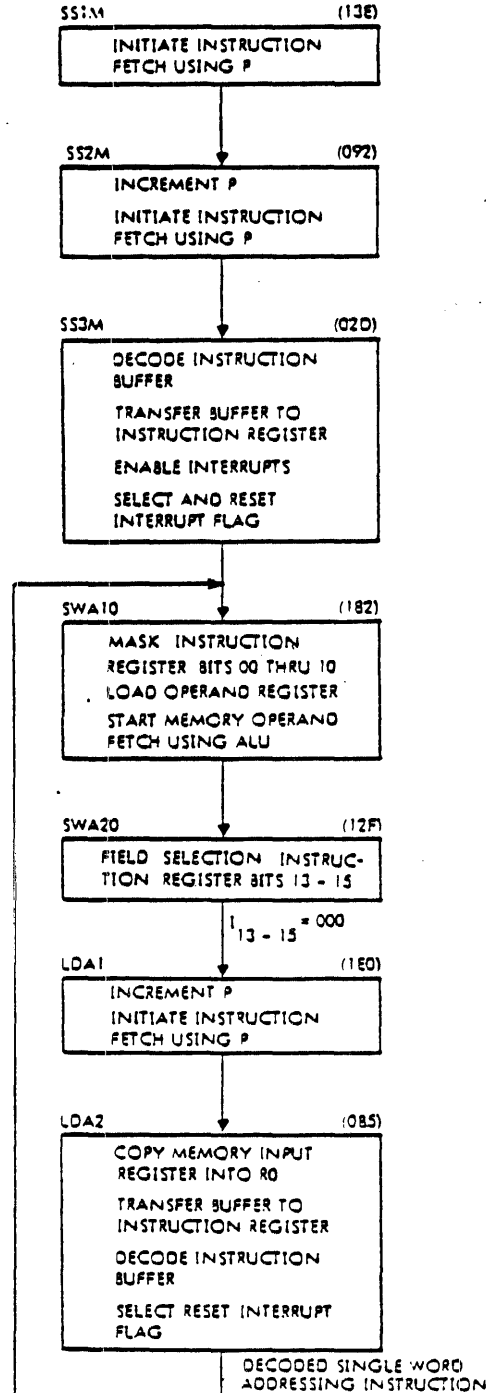 SS1M (13E)
INITIATE INSTRUCTION
FETCH USING P
SS2M (092)
INCREMENT P
INITIATE INSTRUCTION
FETCH USING P
SS3M (02D)
DECODE INSTRUCTION
BUFFER
TRANSFER BUFFER TO
INSTRUCTION REGISTER
ENABLE INTERRUPTS
SELECT AND RESET
INTERRUPT FLAG
SWA10 (182)
MASK INSTRUCTION
REGISTER BITS 00 THRU 10
LOAD OPERAND REGISTER
START MEMORY OPERAND
FETCH USING ALU
SWA20 (12F)
FIELD SELECTION INSTRUC-
TION REGISTER BITS 13 - 15
I 13 - 15 = 000
LDA1 (1E0)
INCREMENT P
INITIATE INSTRUCTION
FETCH USING P
LDA2 (0B5)
COPY MEMORY INPUT
REGISTER INTO R0
TRANSFER BUFFER TO
INSTRUCTION REGISTER
DECODE INSTRUCTION
BUFFER
SELECT RESET INTERRUPT
FLAG
DECODED SINGLE WORD
ADDRESSING INSTRUCTION